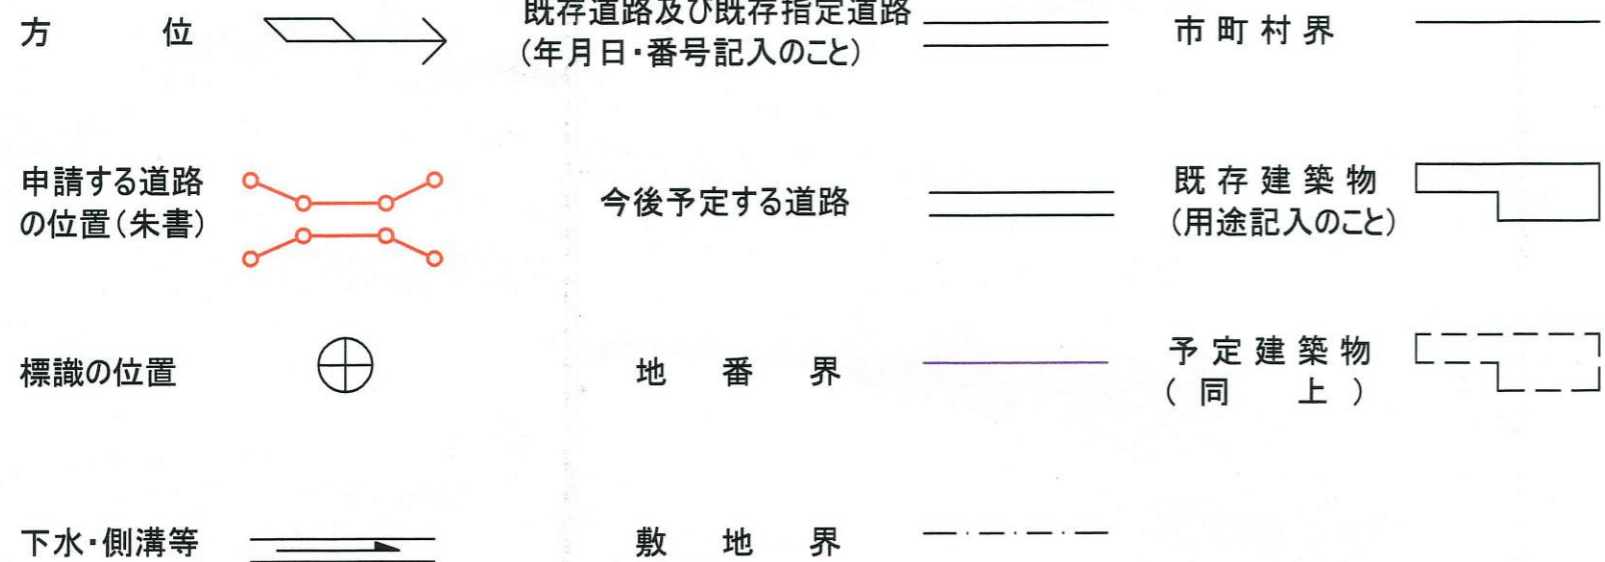 方位
既存道路及び既存指定道路
(年月日・番号記入のこと)
市町村界
申請する道路
の位置(朱書)
今後予定する道路
既存建築物
(用途記入のこと)
標識の位置
地番界
予定建築物
(同上)
下水・側溝等
敷地界